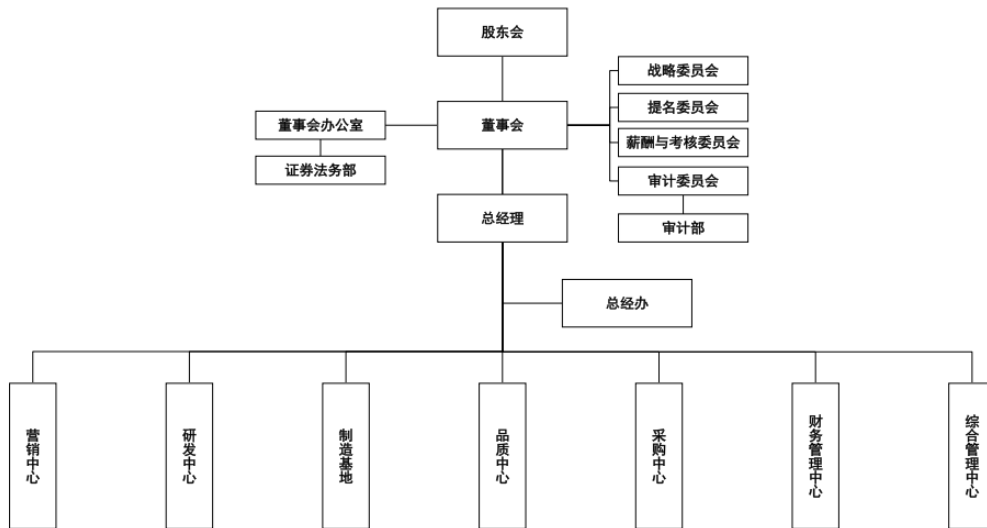 股东会
战略委员会
提名委员会
董事会办公室
董事会
薪酬与考核委员会
证券法务部
审计委员会
总经理
审计部
总经办
营销中心
研发中心
制造基地
品质中心
采购中心
财务管理中心
综合管理中心